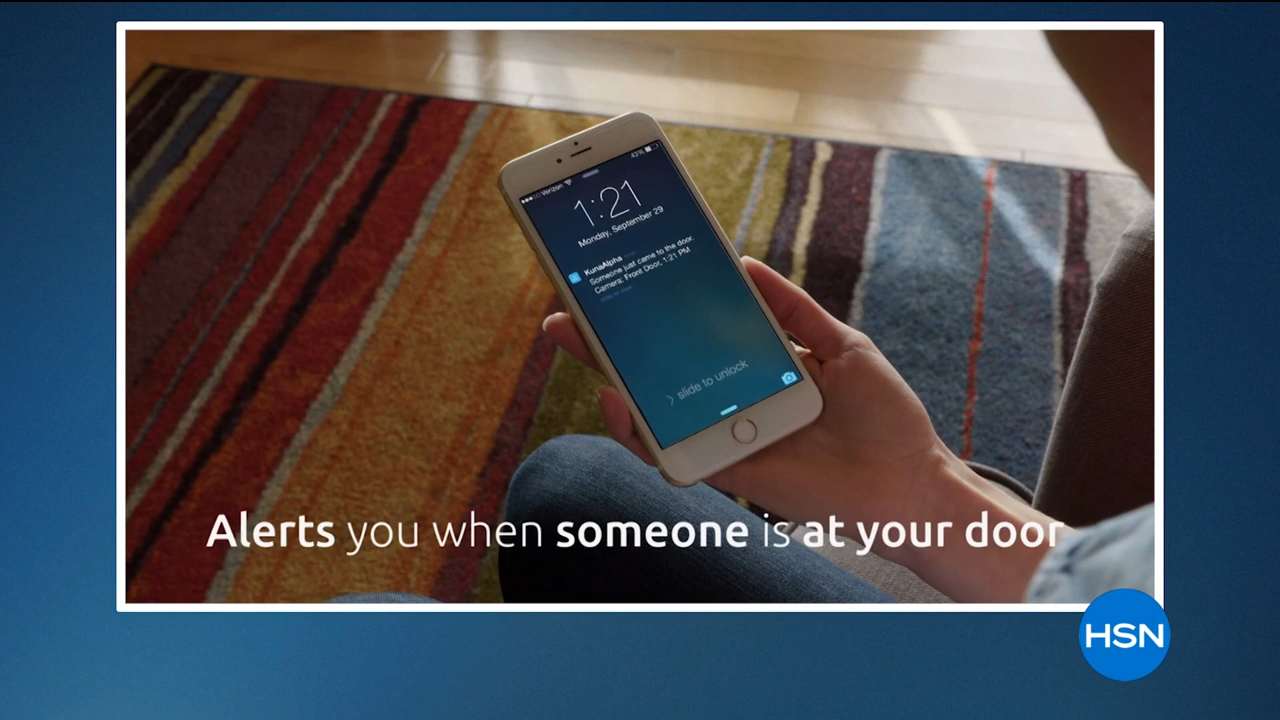 Verizon
43%
1:21
Monday, September 29
KunaAlpha
Someone just came to the door.
Camera: Front Door, 1:21 PM
> slide to unlock
Alerts you when someone is at your door
HSN